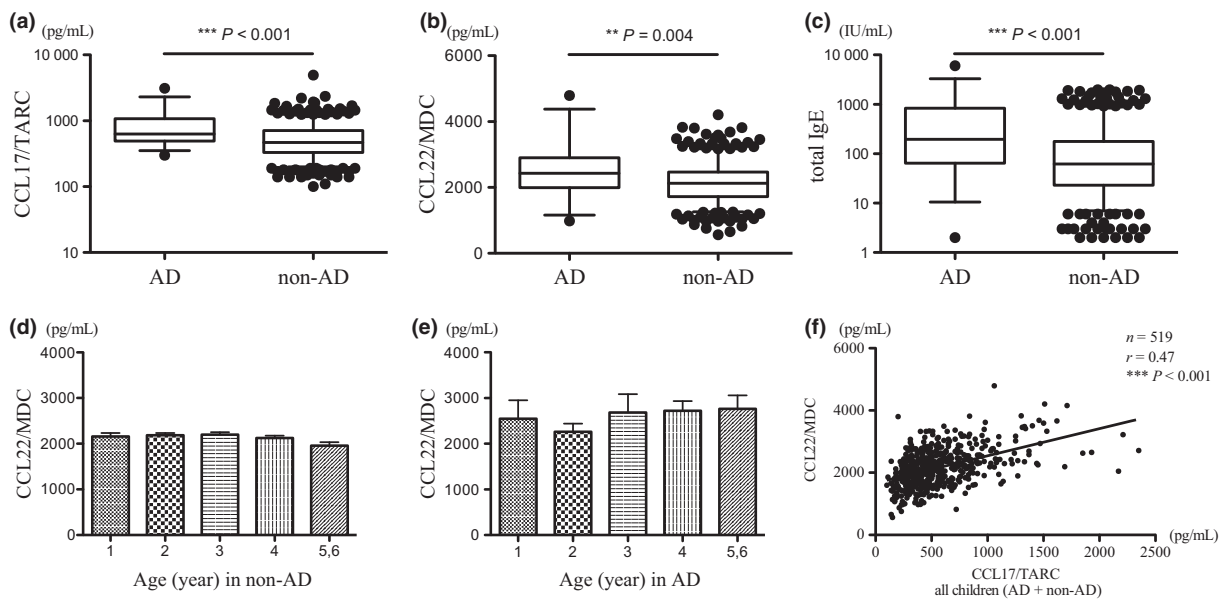 (a) (pg/mL)
*** P < 0.001
10 000
1000
100
10
CCL17/TARC
AD non-AD
(b) (pg/mL)
** P = 0.004
6000
4000
2000
0
CCL22/MDC
AD non-AD
(c) (IU/mL)
*** P < 0.001
10000
1000
100
10
1
total IgE
AD non-AD
(d) (pg/mL)
4000
3000
2000
1000
0
CCL22/MDC
1 2 3 4 5,6
Age (year) in non-AD
(e) (pg/mL)
4000
3000
2000
1000
0
CCL22/MDC
1 2 3 4 5,6
Age (year) in AD
(f) (pg/mL)
n = 519
r = 0.47
*** P < 0.001
6000
4000
2000
0
CCL22/MDC
0 500 1000 1500 2000 2500
(pg/mL)
CCL17/TARC
all children (AD + non-AD)